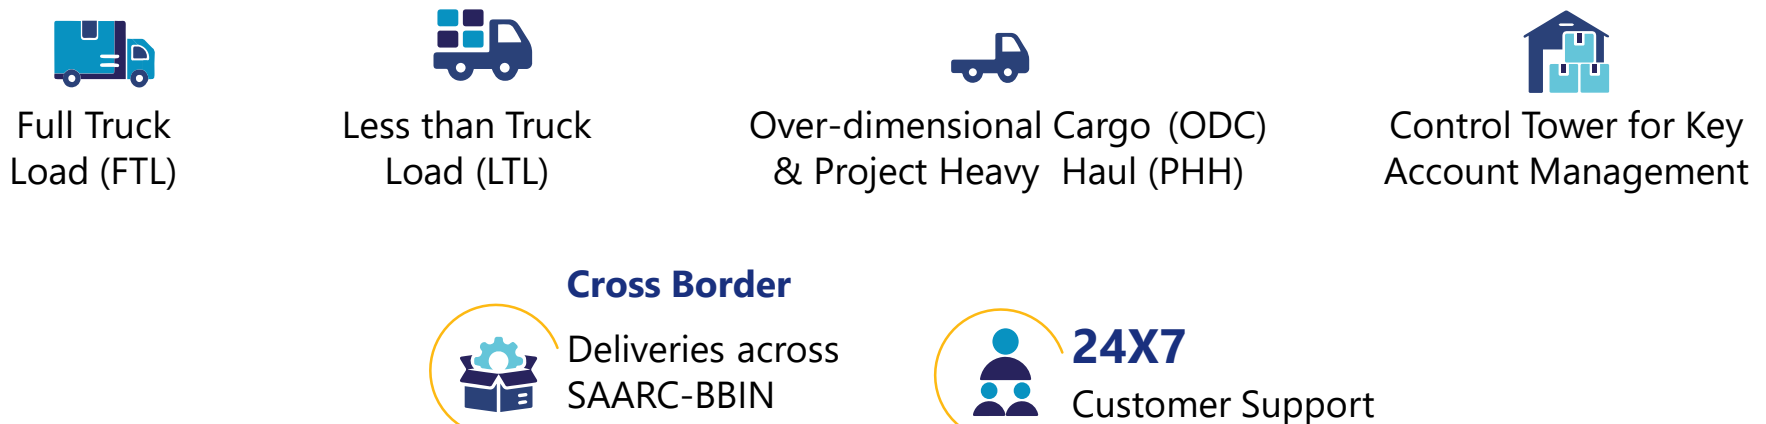 Full Truck
Load (FTL)
Less than Truck
Load (LTL)
Over-dimensional Cargo (ODC)
& Project Heavy Haul (PHH)
Control Tower for Key
Account Management
Cross Border
Deliveries across
SAARC-BBIN
24X7
Customer Support